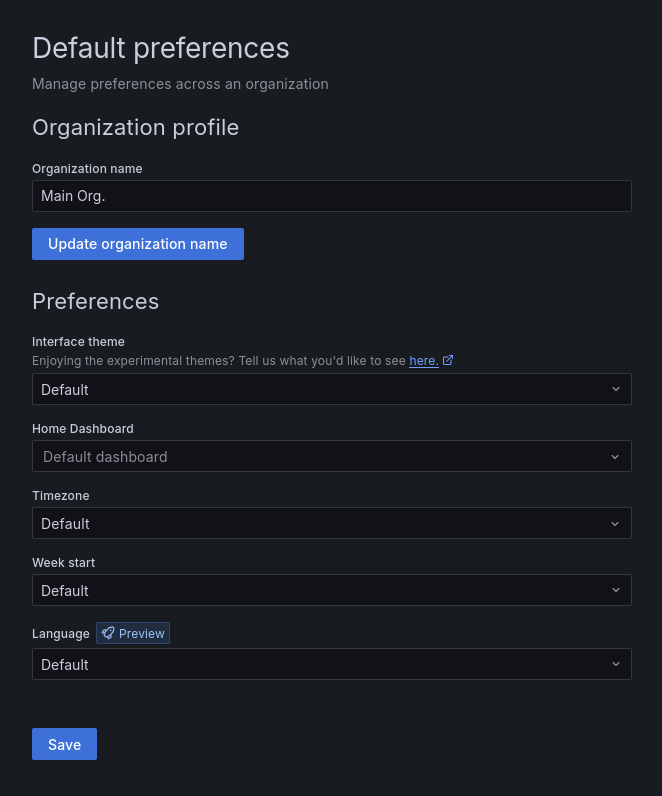 Default preferences
Manage preferences across an organization
Organization profile
Organization name
Main Org.
Update organization name
Preferences
Interface theme
Enjoying the experimental themes? Tell us what you'd like to see here.
Default
Home Dashboard
Default dashboard
Timezone
Default
Week start
Default
Language Preview
Default
Save